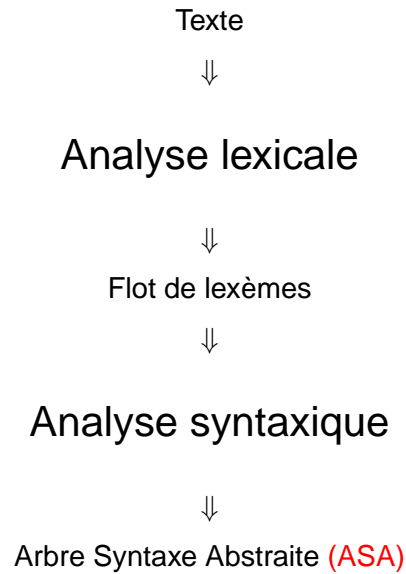 Texte
⇓
Analyse lexicale
⇓
Flot de lexèmes
⇓
Analyse syntaxique
⇓
Arbre Syntaxe Abstraite (ASA)